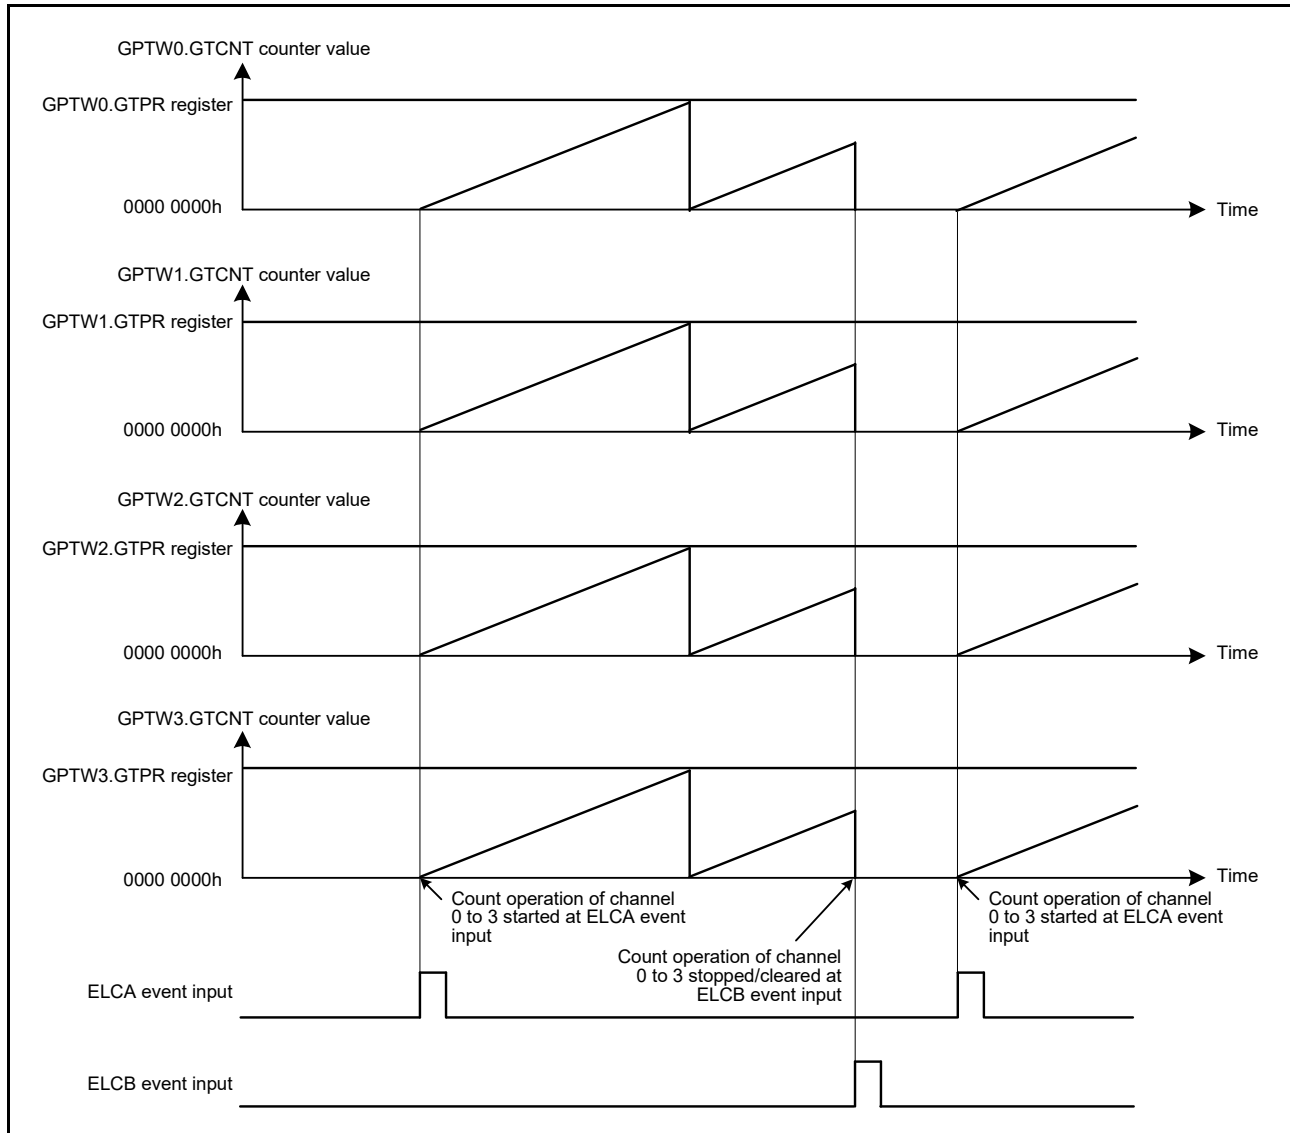 GPTW0.GTCNT counter value
GPTW0.GTPR register
0000 0000h
Time
GPTW1.GTCNT counter value
GPTW1.GTPR register
0000 0000h
Time
GPTW2.GTCNT counter value
GPTW2.GTPR register
0000 0000h
Time
GPTW3.GTCNT counter value
GPTW3.GTPR register
0000 0000h
Time
Count operation of channel
0 to 3 started at ELCA event
input
Count operation of channel
0 to 3 stopped/cleared at
ELCB event input
Count operation of channel
0 to 3 started at ELCA event
input
ELCA event input
ELCB event input